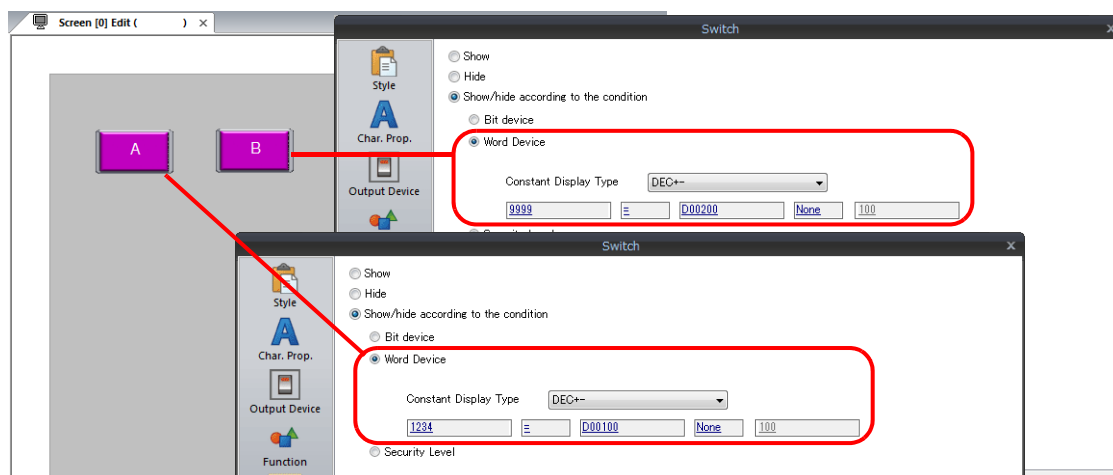 Screen [0] Edit ( ) ×
Switch x
Style
Char. Prop.
Output Device
Show
Hide
Show/hide according to the condition
Bit device
Word Device
Constant Display Type DEC+-
9999 = D00200 None 100
A
B
Switch x
Style
Char. Prop.
Output Device
Function
Show
Hide
Show/hide according to the condition
Bit device
Word Device
Constant Display Type DEC+-
1234 = D00100 None 100
Security Level